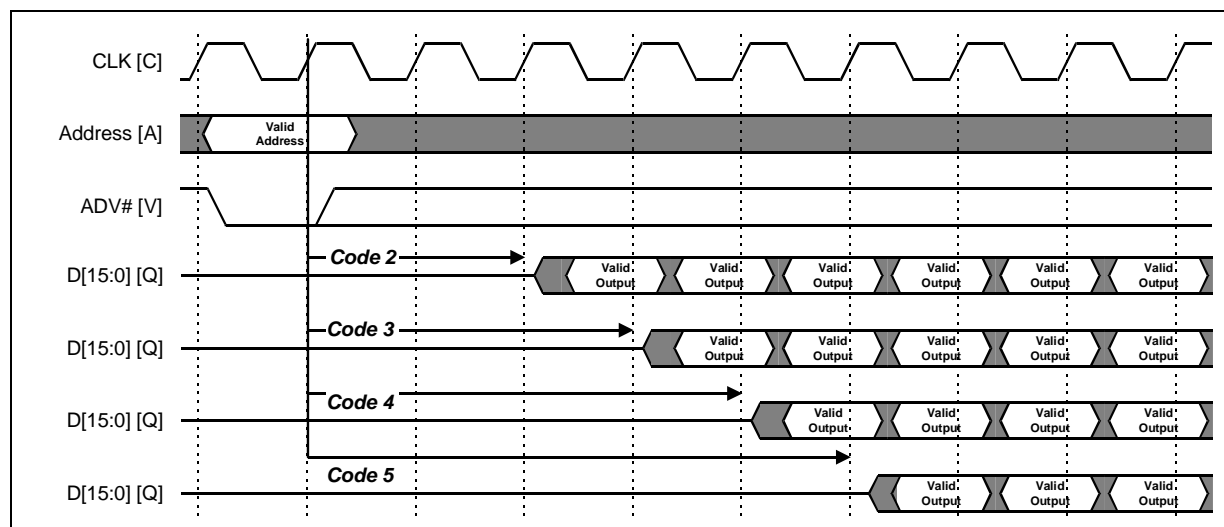 CLK [C]
Address [A]
Valid
Address
ADV# [V]
Code 2
D[15:0] [Q]
Valid Valid Valid Valid Valid Valid
Output Output Output Output Output Output
Code 3
D[15:0] [Q]
Valid Valid Valid Valid Valid
Output Output Output Output Output
Code 4
D[15:0] [Q]
Valid Valid Valid Valid
Output Output Output Output
Code 5
D[15:0] [Q]
Valid Valid Valid
Output Output Output